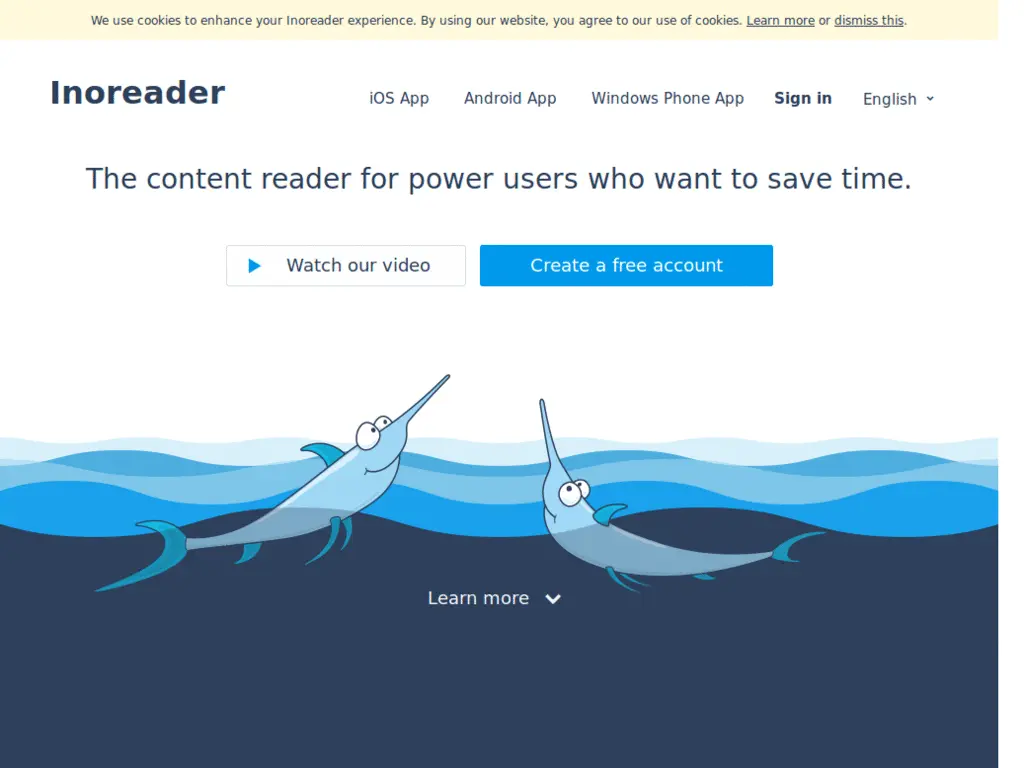 We use cookies to enhance your Inoreader experience. By using our website, you agree to our use of cookies. Learn more or dismiss this.
Inoreader
iOS App
Android App
Windows Phone App
Sign in
English
The content reader for power users who want to save time.
Watch our video
Create a free account
Learn more